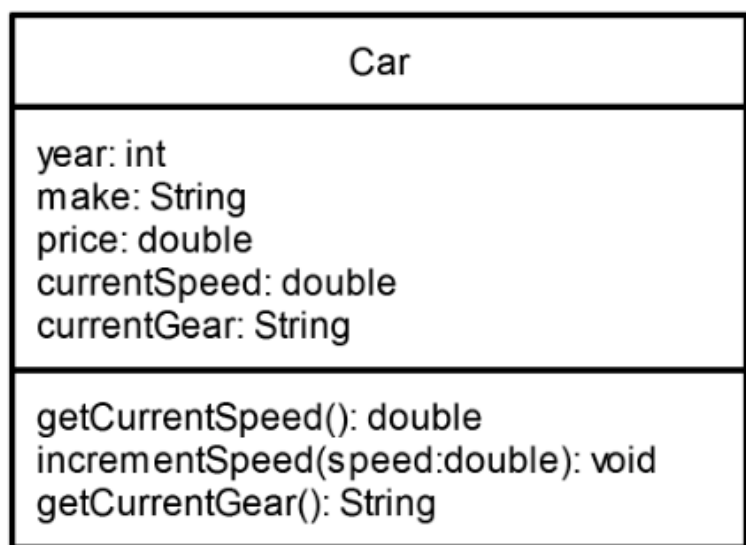 Car
year: int
make: String
price: double
currentSpeed: double
currentGear: String
getCurrentSpeed(): double
incrementSpeed(speed:double): void
getCurrentGear(): String